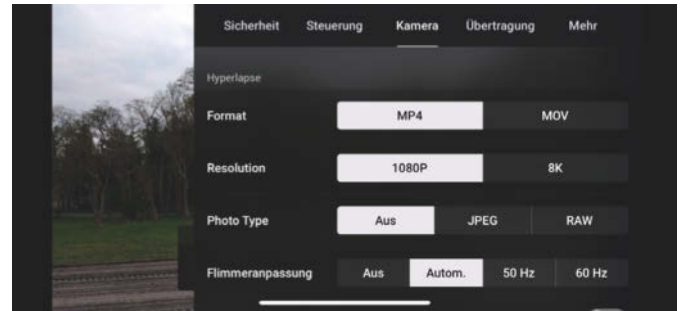 Sicherheit Steuerung Kamera Übertragung Mehr
Hyperlapse
Format MP4 MOV
Resolution 1080P 8K
Photo Type Aus JPEG RAW
Flimmeranpassung Aus Autom. 50 Hz 60 Hz